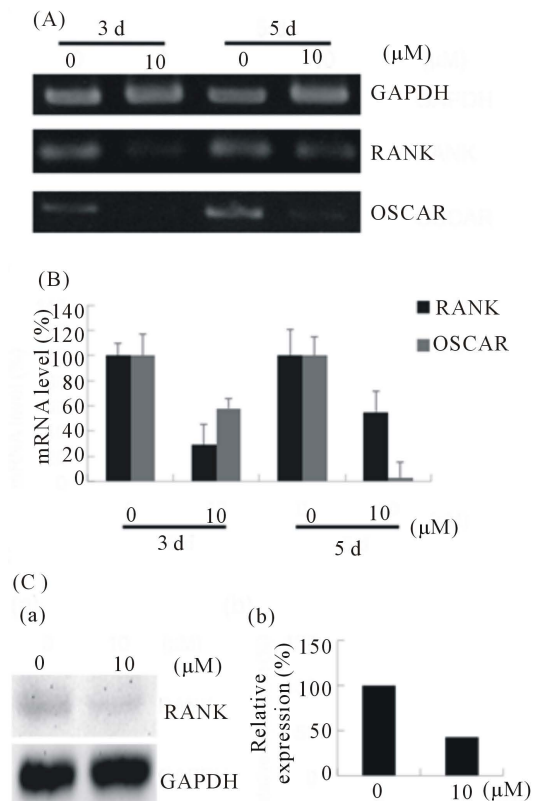 (A)
3 d 5 d
0 10 0 10 (μM)
GAPDH
RANK
OSCAR
(B)
mRNA level (%)
140
120
100
80
60
40
20
0
RANK
OSCAR
0 10 0 10 (μM)
3 d 5 d
(C)
(a)
0 10 (μM)
RANK
GAPDH
(b)
Relative
expression (%)
150
100
50
0
0 10 (μM)